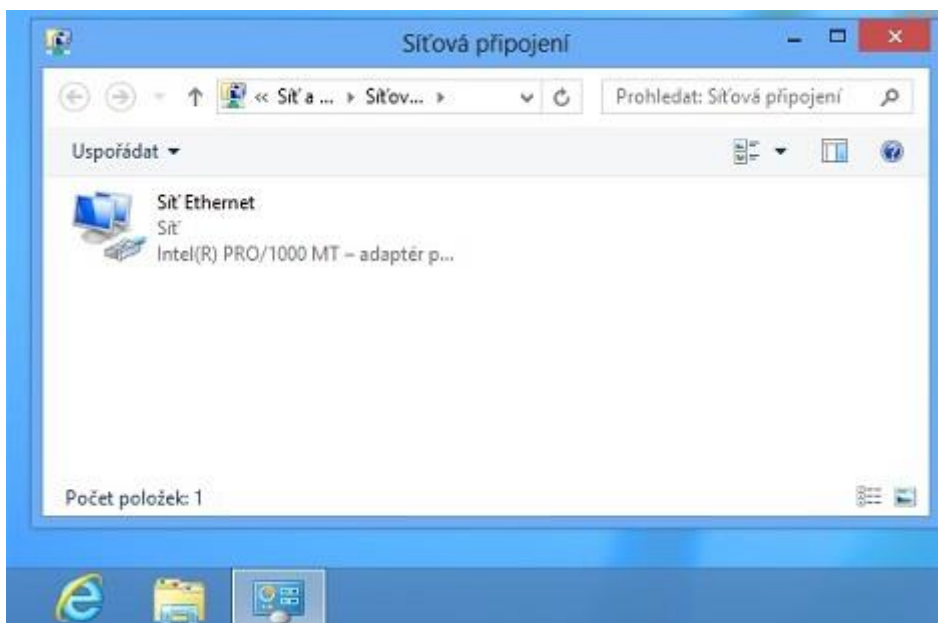 Síťová připojení
« Síť a ... Síťov...
Prohledat: Síťová připojení
Uspořádat
Síť Ethernet
Síť
Intel(R) PRO/1000 MT – adaptér p...
Počet položek: 1